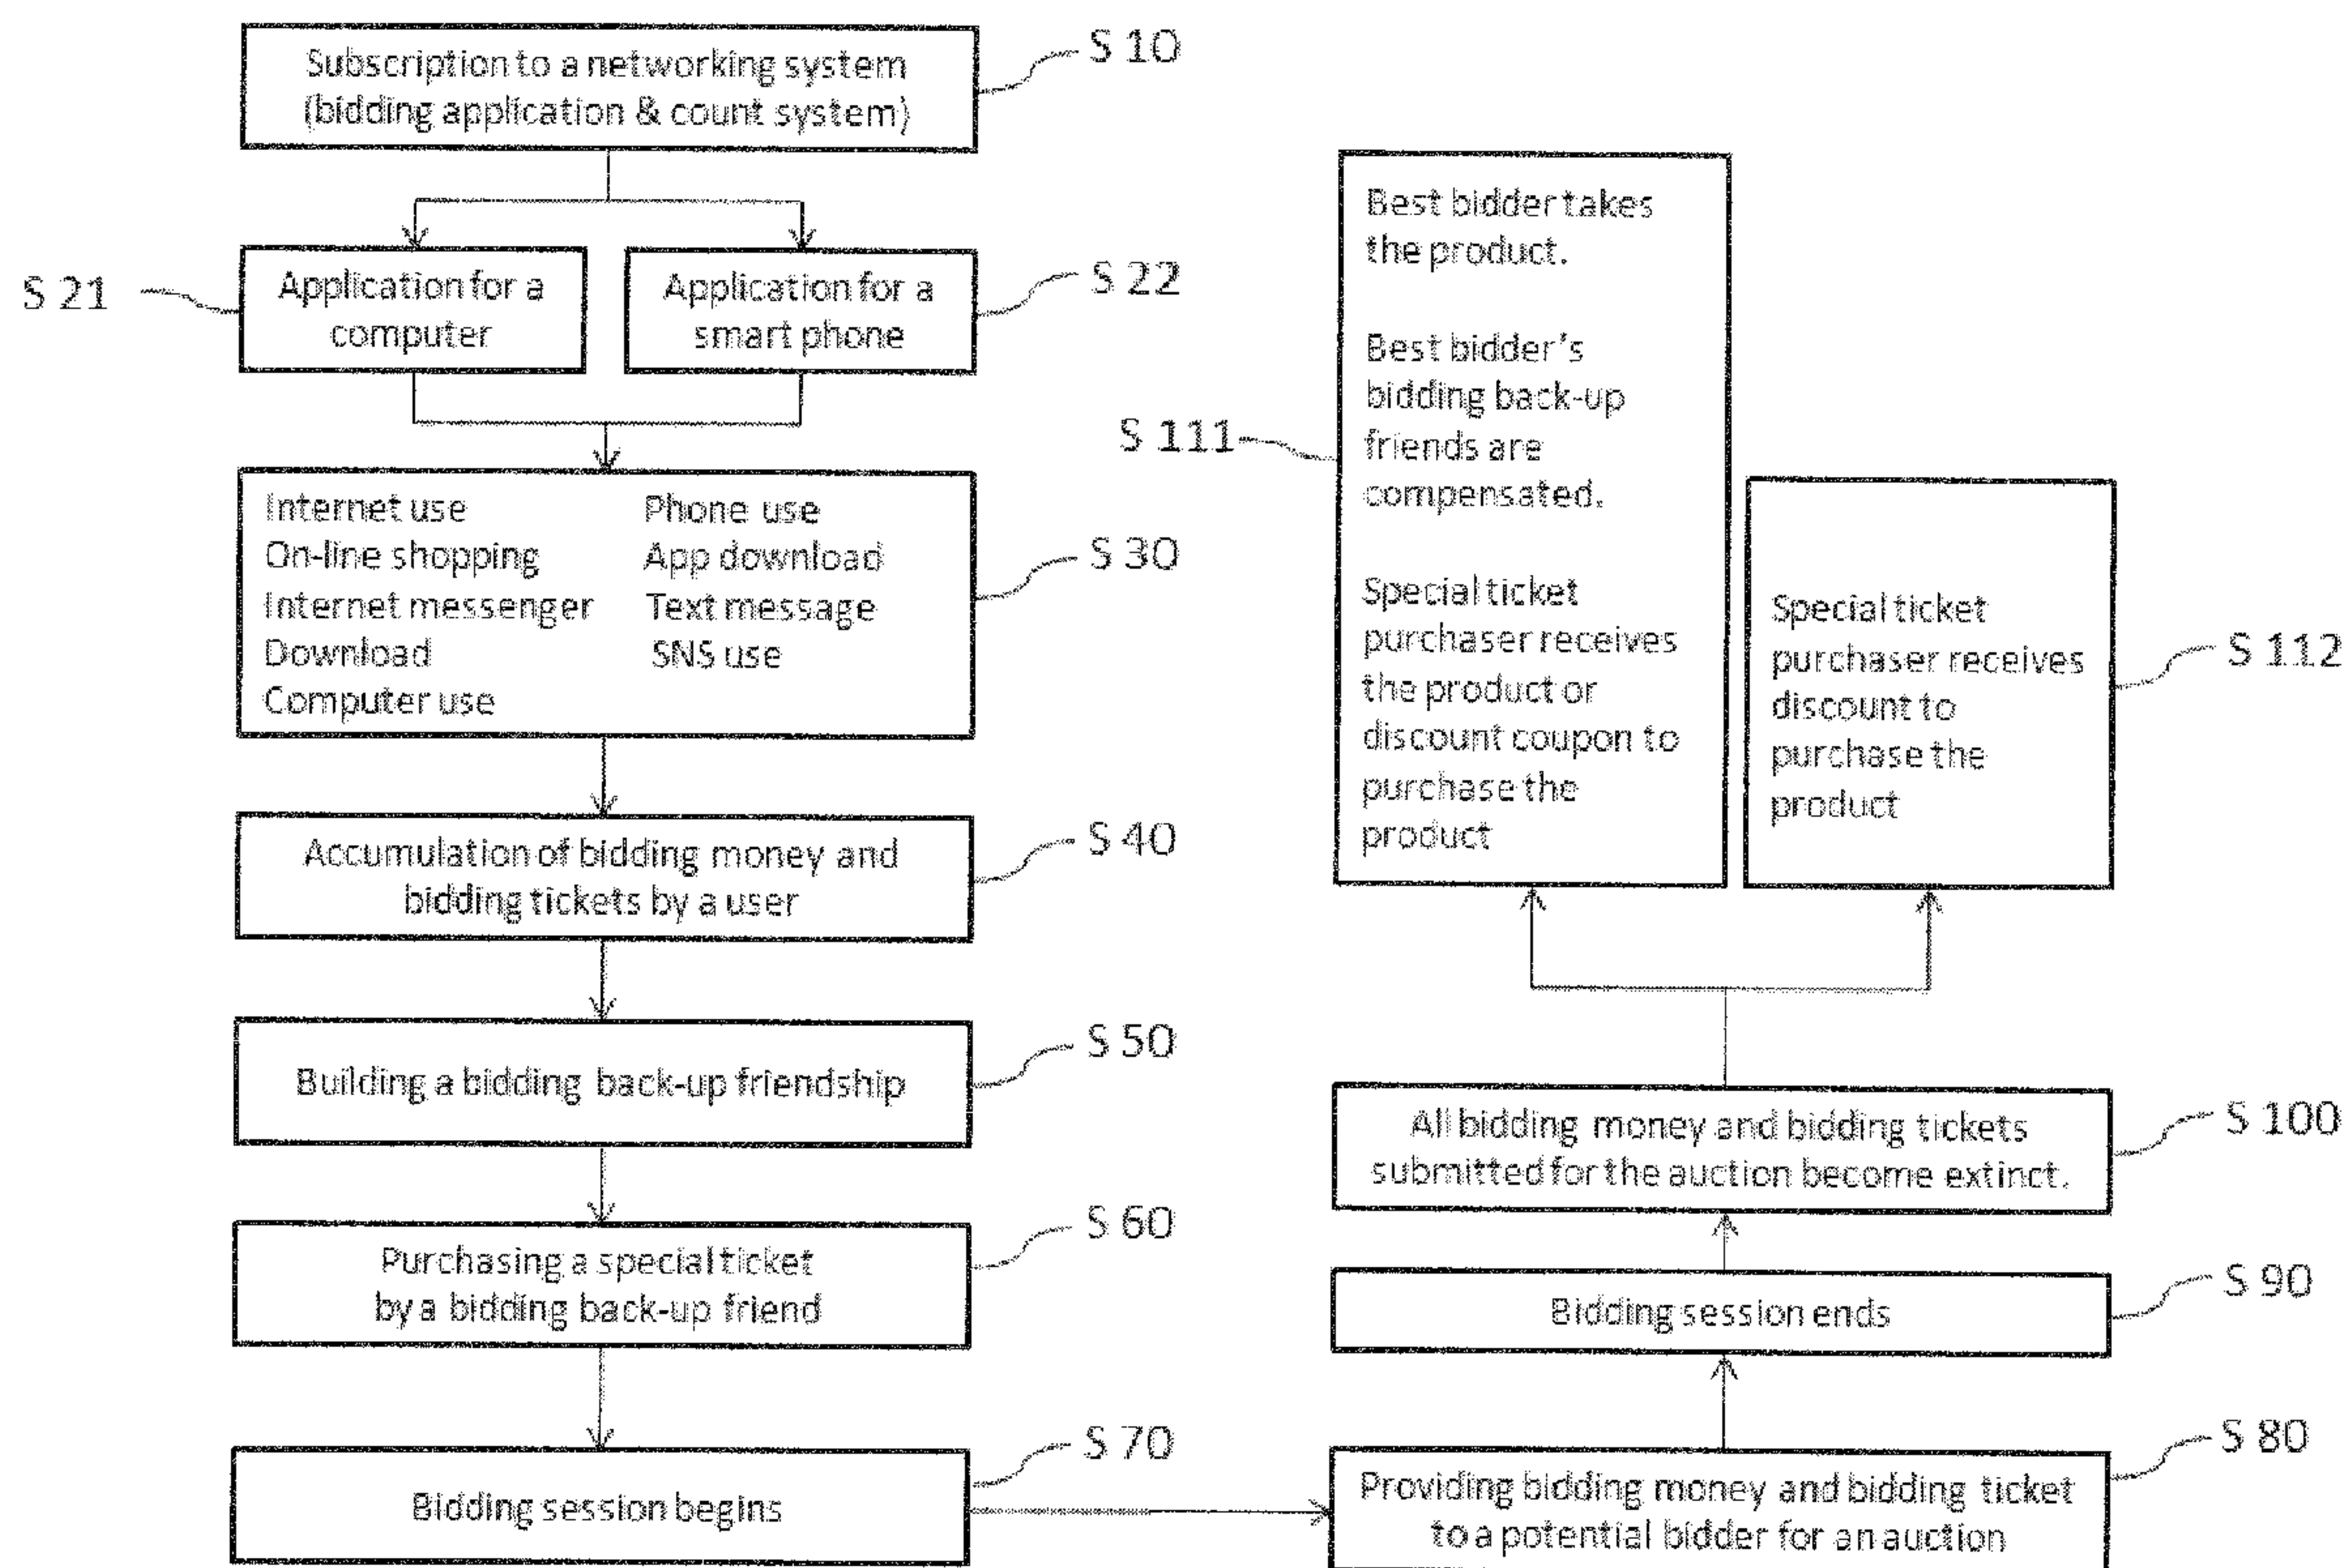 Subscription to a networking system
(bidding application & count system)
S 10
Application for a
computer
S 21
Application for a
smart phone
S 22
Internet use
On-line shopping
Internet messenger
Download
Computer use
Phone use
App download
Text message
SNS use
S 30
Accumulation of bidding money and
bidding tickets by a user
S 40
Building a bidding back-up friendship
S 50
Purchasing a special ticket
by a bidding back-up friend
S 60
Bidding session begins
S 70
Providing bidding money and bidding ticket
to a potential bidder for an auction
S 80
Bidding session ends
S 90
All bidding money and bidding tickets
submitted for the auction become extinct.
S 100
Best bidder takes
the product.
Best bidder's
bidding back-up
friends are
compensated.
Special ticket
purchaser receives
the product or
discount coupon to
purchase the
product
S 111
Special ticket
purchaser receives
discount to
purchase the
product
S 112